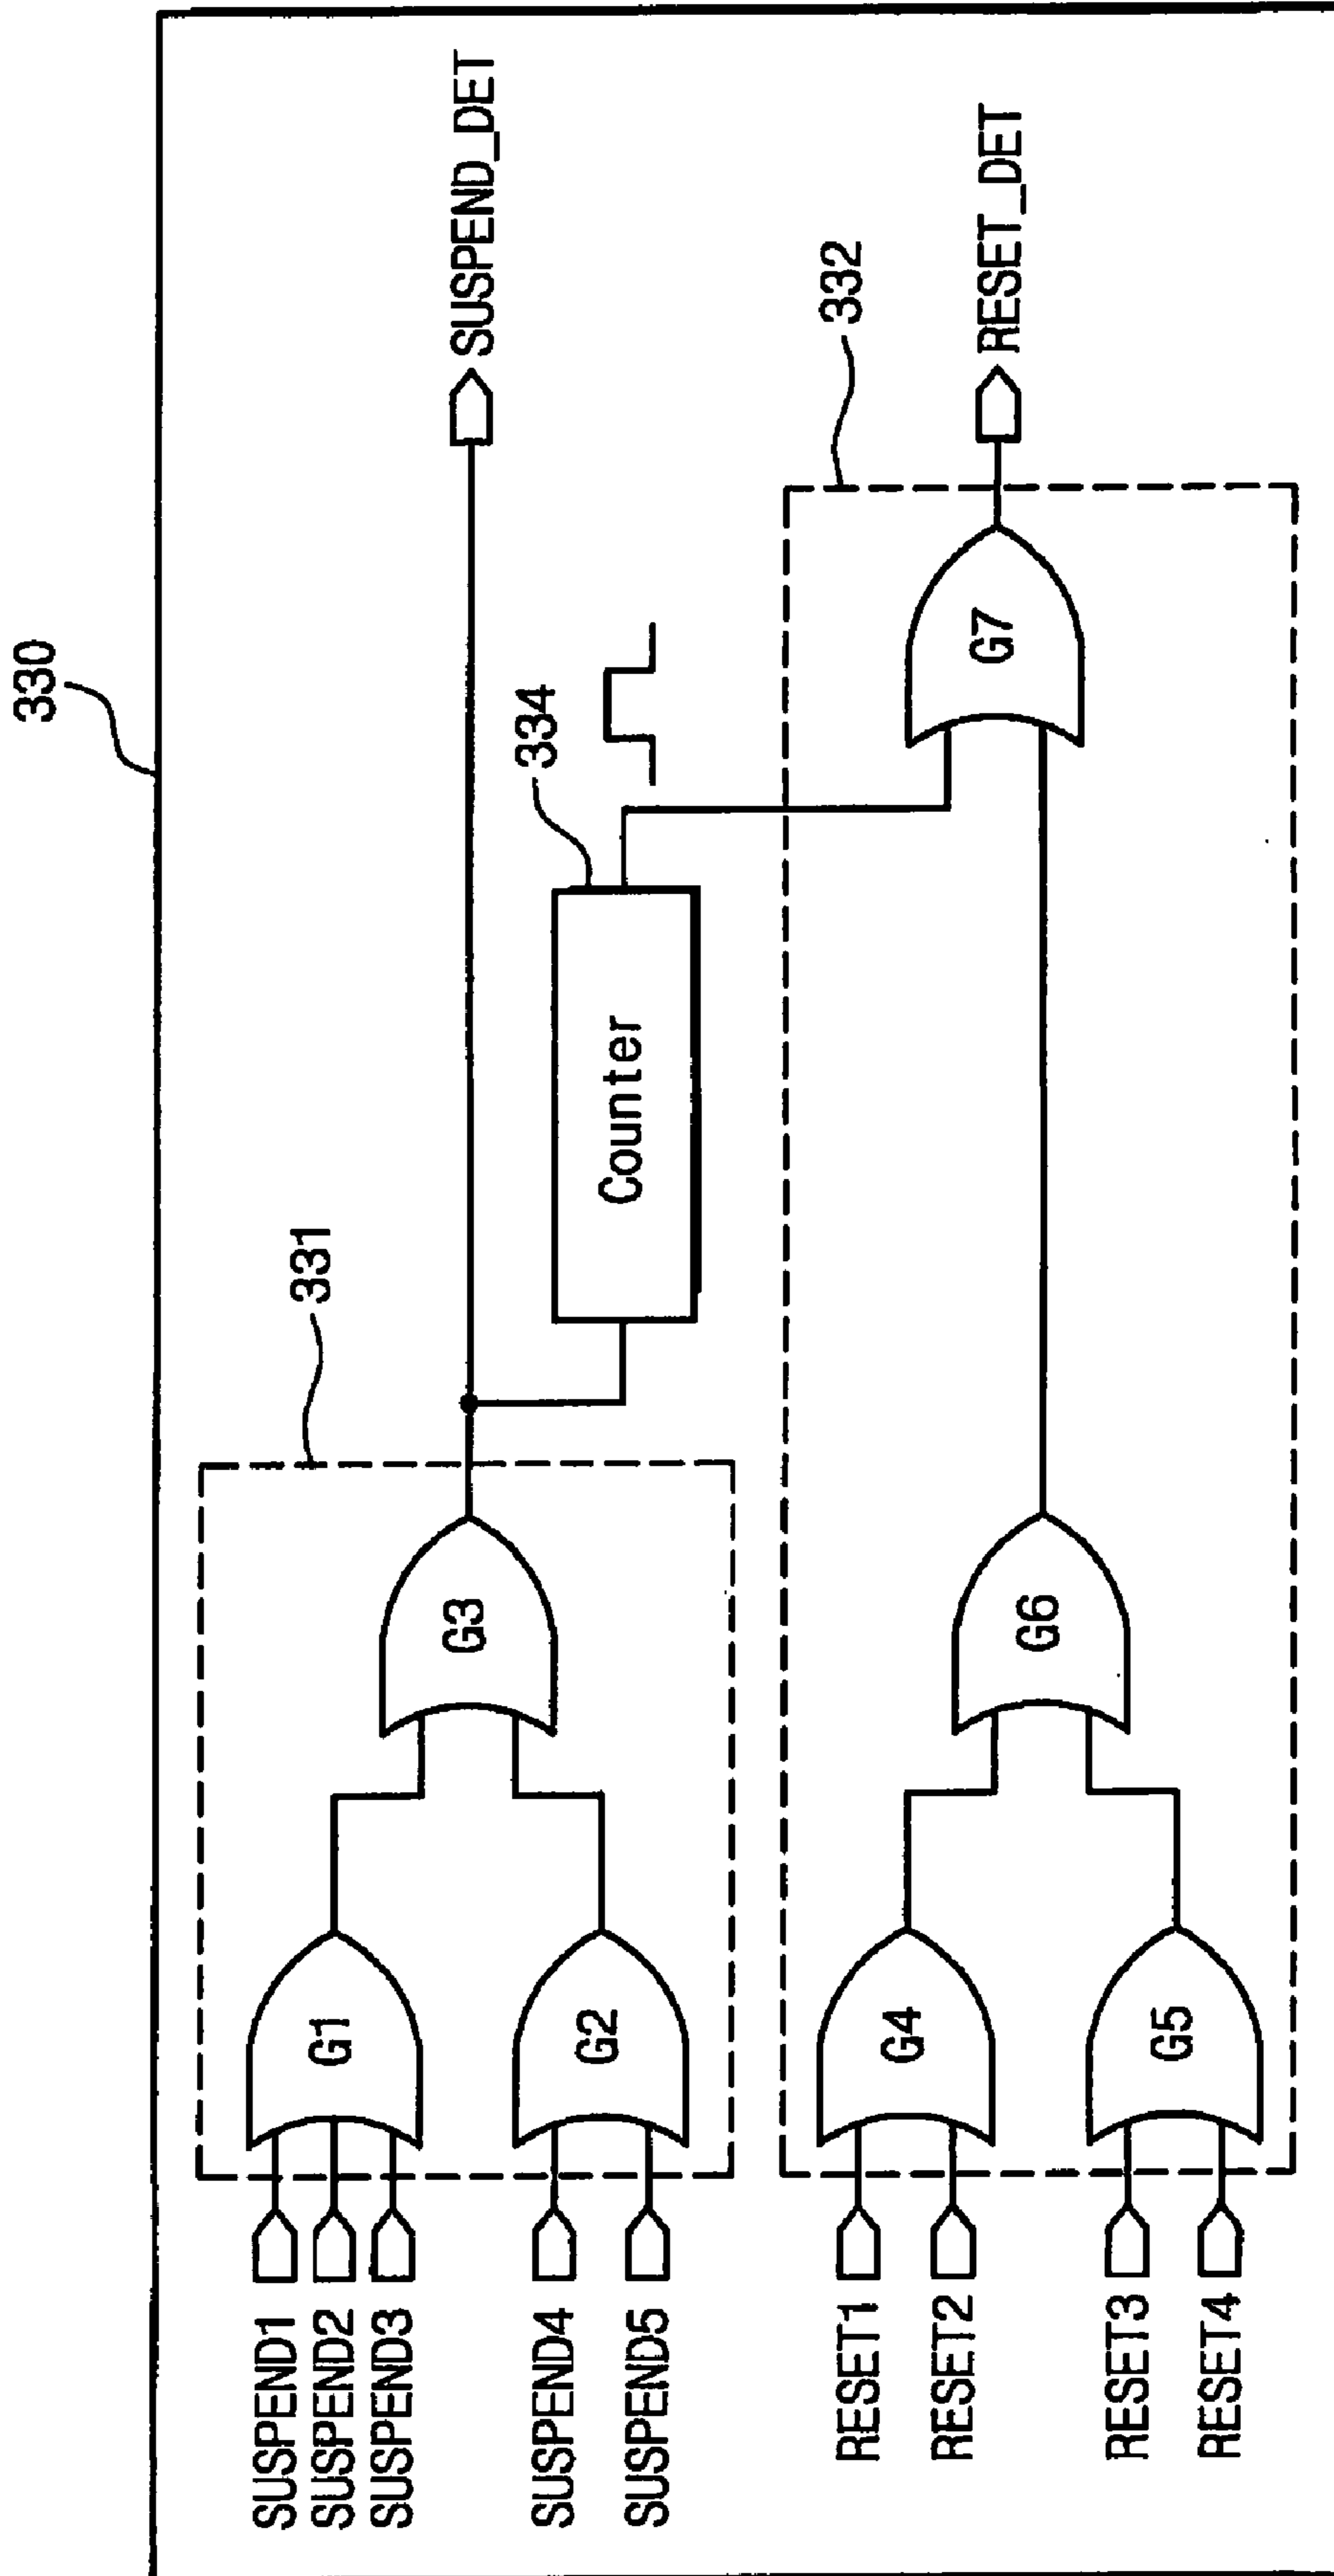 330
331
SUSPEND1
SUSPEND2
SUSPEND3
SUSPEND4
SUSPEND5
G1
G2
G3
SUSPEND_DET
334
Counter
332
RESET1
RESET2
RESET3
RESET4
G4
G5
G6
G7
RESET_DET